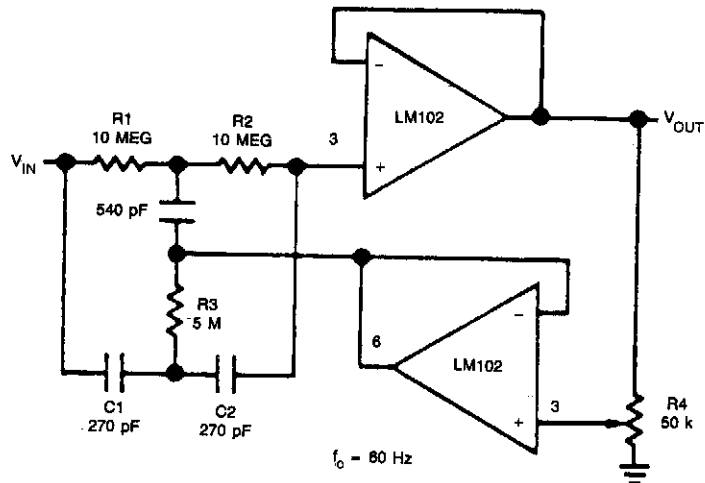 R1
10 MEG
R2
10 MEG
3
LM102
−
+
V_IN
V_OUT
540 pF
R3
5 M
6
LM102
−
+
3
R4
50 k
C1
270 pF
C2
270 pF
f_o = 60 Hz